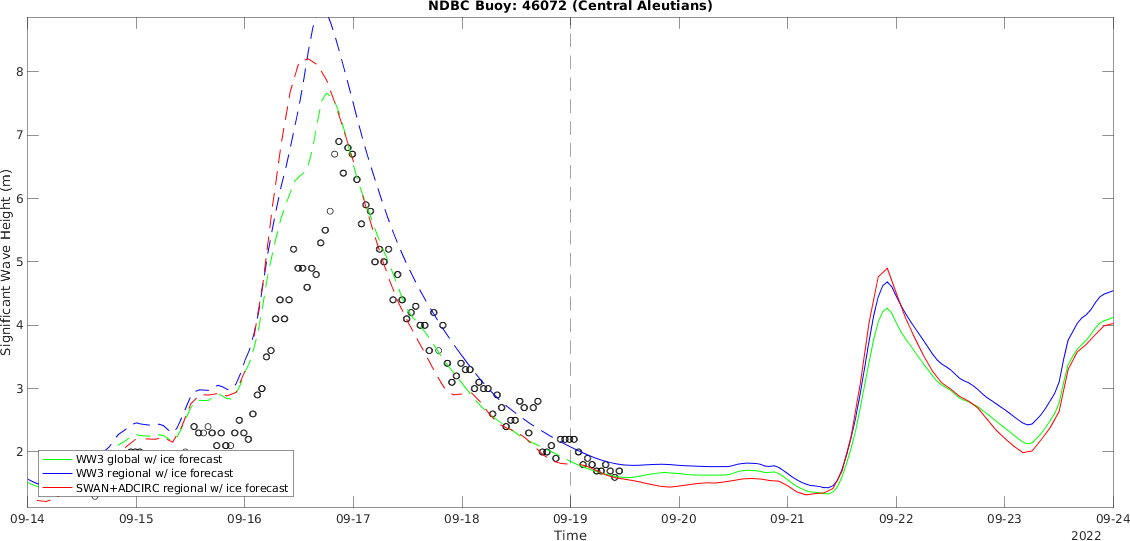 NDBC Buoy: 46072 (Central Aleutians)
8
7
6
5
4
3
2
Significant Wave Height (m)
WW3 global w/ ice forecast
WW3 regional w/ ice forecast
SWAN+ADCIRC regional w/ ice forecast
09-14 09-15 09-16 09-17 09-18 09-19 09-20 09-21 09-22 09-23 09-24
Time
2022